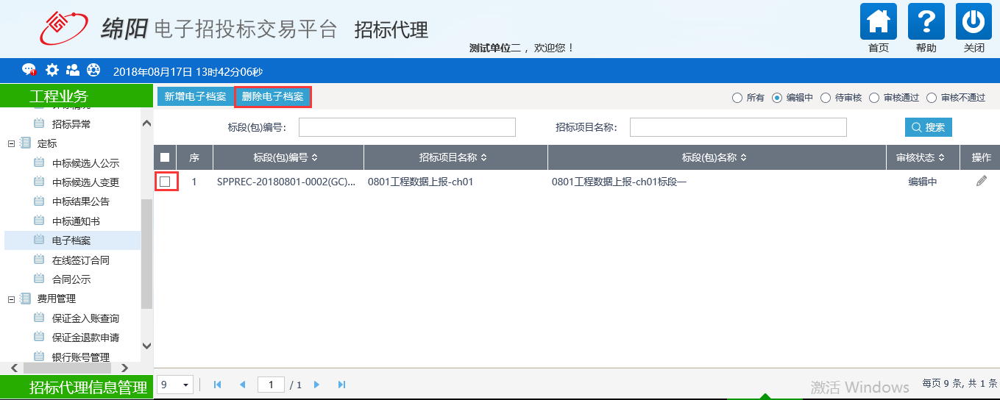 绵阳 电子招投标交易平台 招标代理
测试单位二 ，欢迎您！
首页 帮助 关闭
2018年08月17日 13时42分06秒
工程业务
招标异常
定标
中标候选人公示
中标候选人变更
中标结果公告
中标通知书
电子档案
在线签订合同
合同公示
费用管理
保证金入账查询
保证金退款申请
银行账号管理
招标代理信息管理
新增电子档案 删除电子档案 所有 编辑中 待审核 审核通过 审核不通过
标段(包)编号： 招标项目名称： 搜索
序 标段(包)编号 招标项目名称 标段(包)名称 审核状态 操作
1 SPPREC-20180801-0002(GC)... 0801工程数据上报-ch01 0801工程数据上报-ch01标段一 编辑中
9 1 / 1 每页 9 条, 共 1 条
激活 Windows